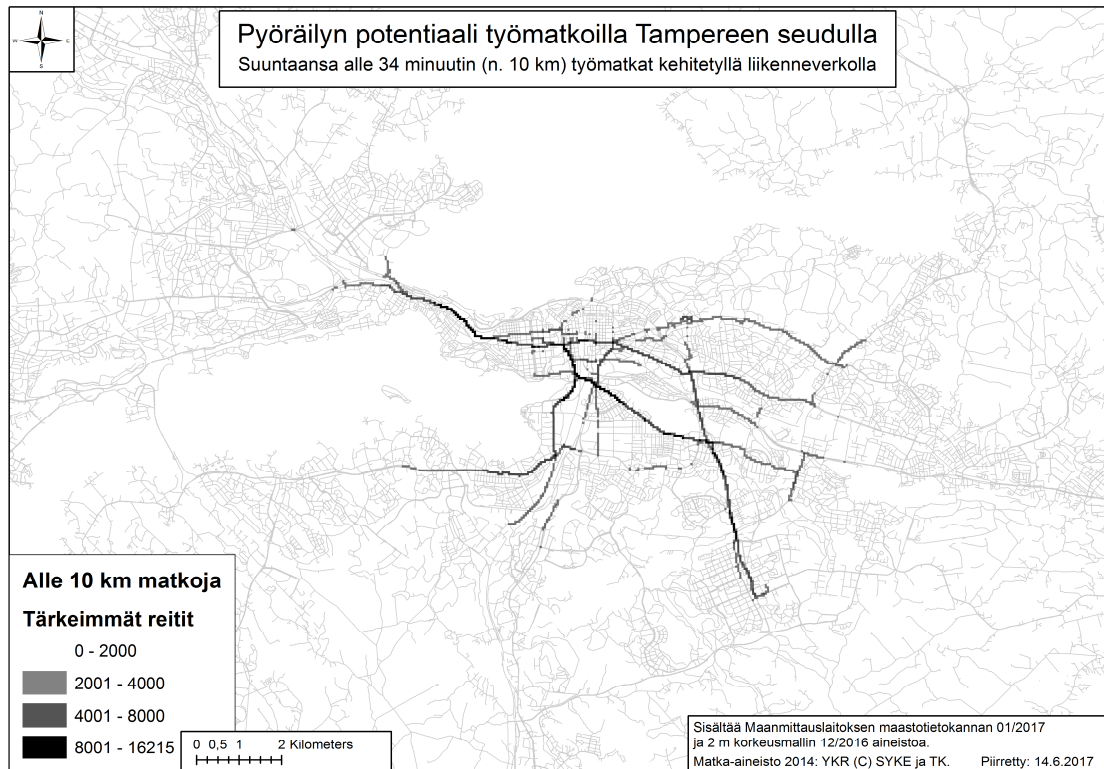 N
W
E
S
Pyöräilyn potentiaali työmatkoilla Tampereen seudulla
Suuntaansa alle 34 minuutin (n. 10 km) työmatkat kehitetyllä liikenneverkolla
Alle 10 km matkoja
Tärkeimmät reitit
0 - 2000
2001 - 4000
4001 - 8000
8001 - 16215
0 0,5 1 2 Kilometers
Sisältää Maanmittauslaitoksen maastotietokannan 01/2017
ja 2 m korkeusmallin 12/2016 aineistoa.
Matka-aineisto 2014: YKR (C) SYKE ja TK. Piirretty: 14.6.2017